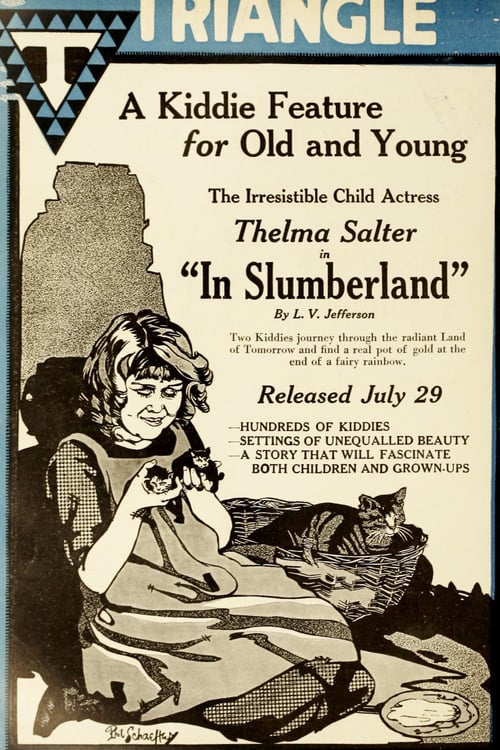 TRIANGLE
T
A Kiddie Feature
for Old and Young
The Irresistible Child Actress
Thelma Salter
in
"In Slumberland"
By L. V. Jefferson
Two Kiddies journey through the radiant Land
of Tomorrow and find a real pot of gold at the
end of a fairy rainbow.
Released July 29
—HUNDREDS OF KIDDIES
—SETTINGS OF UNEQUALLED BEAUTY
—A STORY THAT WILL FASCINATE
BOTH CHILDREN AND GROWN-UPS